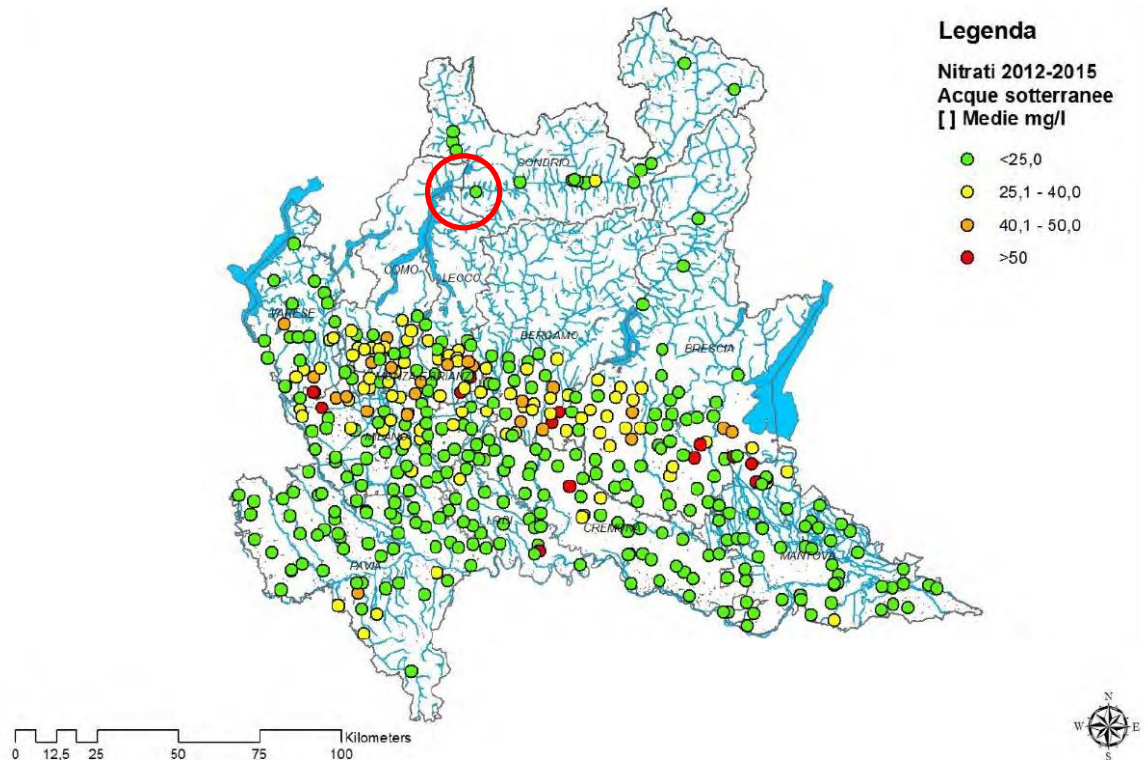 Legenda
Nitrati 2012-2015
Acque sotterranee
[ ] Medie mg/l
<25,0
25,1 - 40,0
40,1 - 50,0
>50
SONDRIO
COMO
LECCO
VARESE
BERGAMO
BRESCIA
MILANO
LODI
CREMONA
MANTOVA
PAVIA
Kilometers
0 12,5 25 50 75 100
N
W E
S